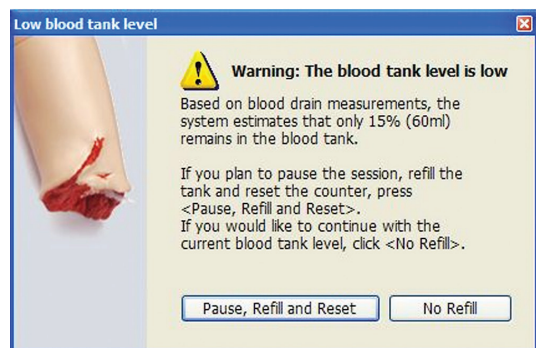 Low blood tank level
Warning: The blood tank level is low
Based on blood drain measurements, the
system estimates that only 15% (60ml)
remains in the blood tank.
If you plan to pause the session, refill the
tank and reset the counter, press
<Pause, Refill and Reset>.
If you would like to continue with the
current blood tank level, click <No Refill>.
Pause, Refill and Reset
No Refill